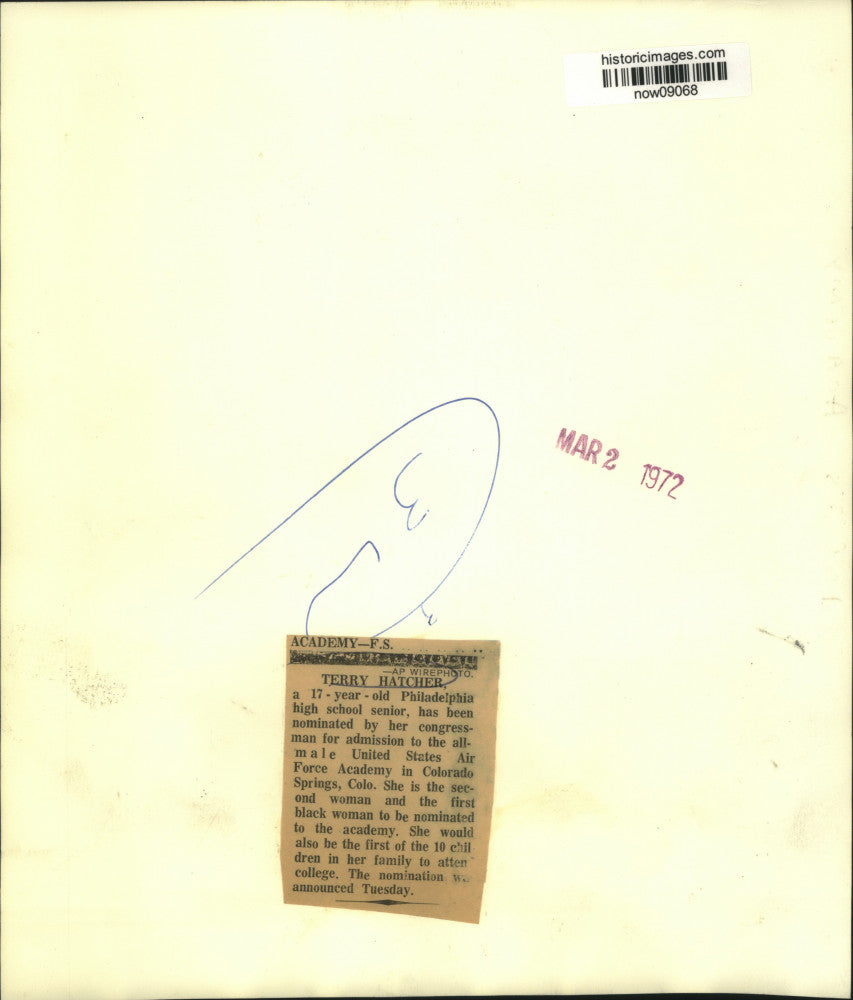 historicimages.com
now09068
MAR 2 1972
3
ACADEMY—F.S.
—AP WIREPHOTO.
TERRY HATCHER,
a 17-year-old Philadelphia
high school senior, has been
nominated by her congress-
man for admission to the all-
male United States Air
Force Academy in Colorado
Springs, Colo. She is the sec-
ond woman and the first
black woman to be nominated
to the academy. She would
also be the first of the 10 chil
dren in her family to atten
college. The nomination w
announced Tuesday.